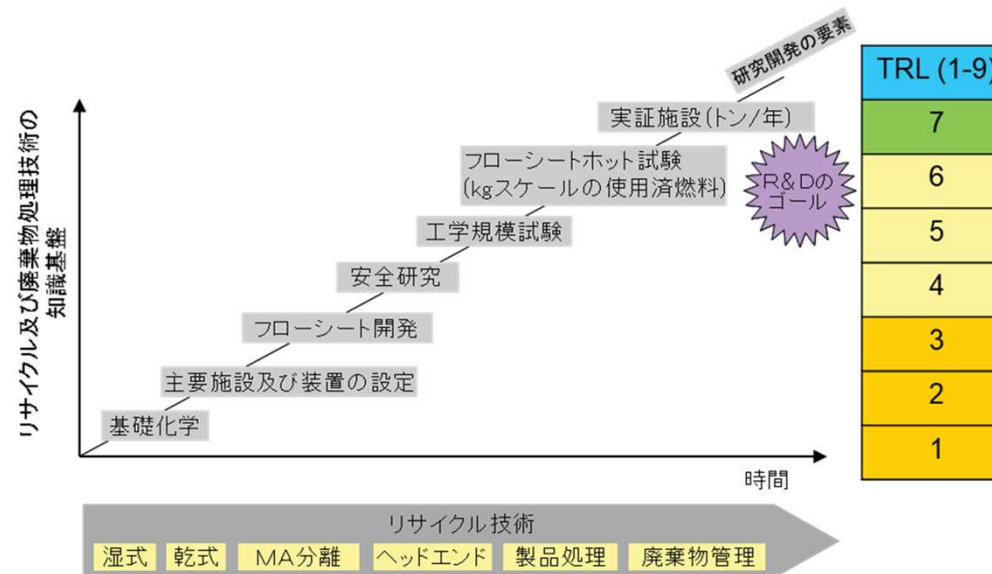 研究開発の要素
実証施設(トン/年)
フローシートホット試験
(kgスケールの使用済燃料)
工学規模試験
安全研究
フローシート開発
主要施設及び装置の設定
基礎化学
リサイクル及び廃棄物処理技術の
知識基盤
時間
R&Dの
ゴール
TRL (1-9)
7
6
5
4
3
2
1
リサイクル技術
湿式 乾式 MA分離 ヘッドエンド 製品処理 廃棄物管理